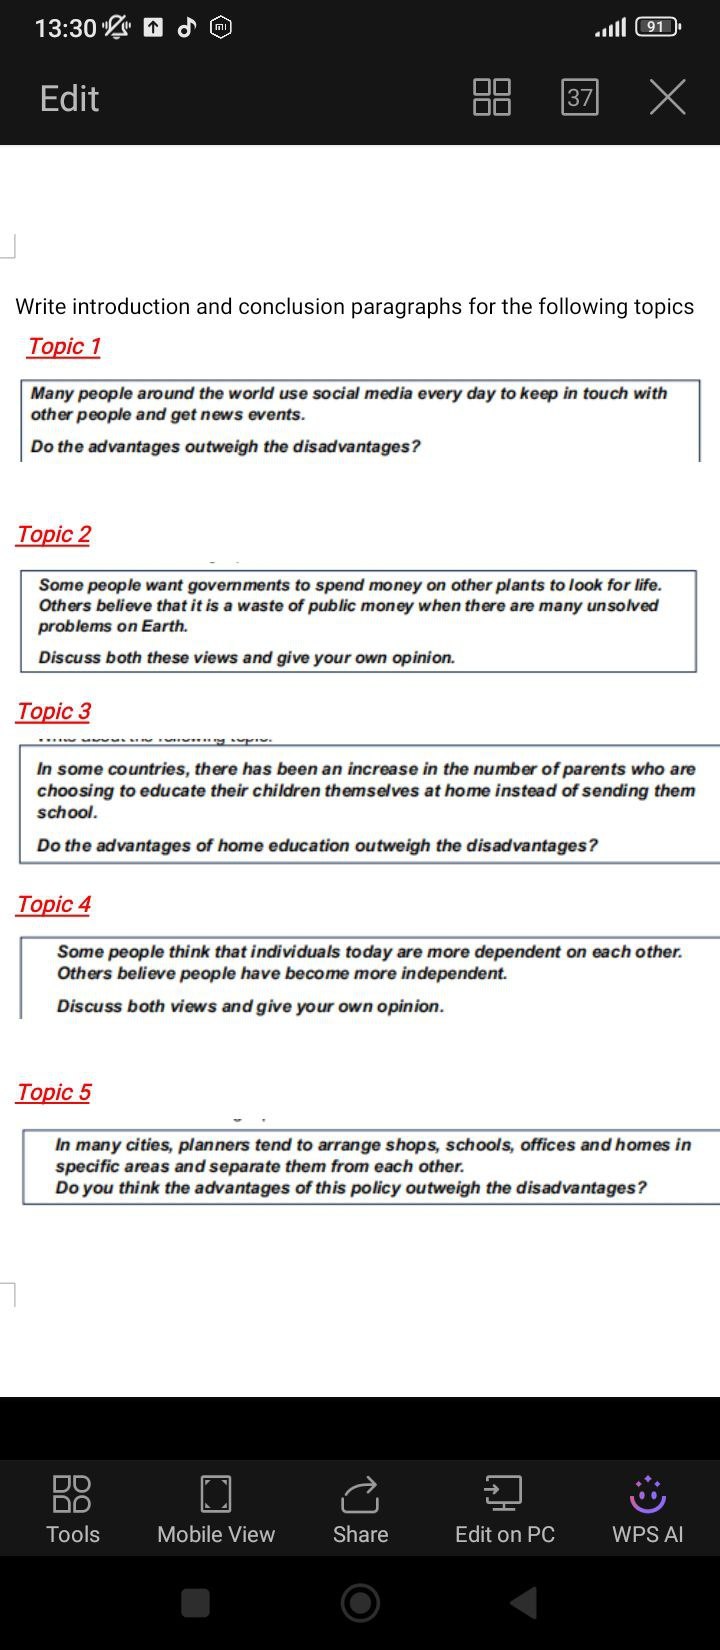 13:30
91
Edit
37
Write introduction and conclusion paragraphs for the following topics
Topic 1
Many people around the world use social media every day to keep in touch with
other people and get news events.
Do the advantages outweigh the disadvantages?
Topic 2
Some people want governments to spend money on other plants to look for life.
Others believe that it is a waste of public money when there are many unsolved
problems on Earth.
Discuss both these views and give your own opinion.
Topic 3
In some countries, there has been an increase in the number of parents who are
choosing to educate their children themselves at home instead of sending them
school.
Do the advantages of home education outweigh the disadvantages?
Topic 4
Some people think that individuals today are more dependent on each other.
Others believe people have become more independent.
Discuss both views and give your own opinion.
Topic 5
In many cities, planners tend to arrange shops, schools, offices and homes in
specific areas and separate them from each other.
Do you think the advantages of this policy outweigh the disadvantages?
Tools
Mobile View
Share
Edit on PC
WPS AI